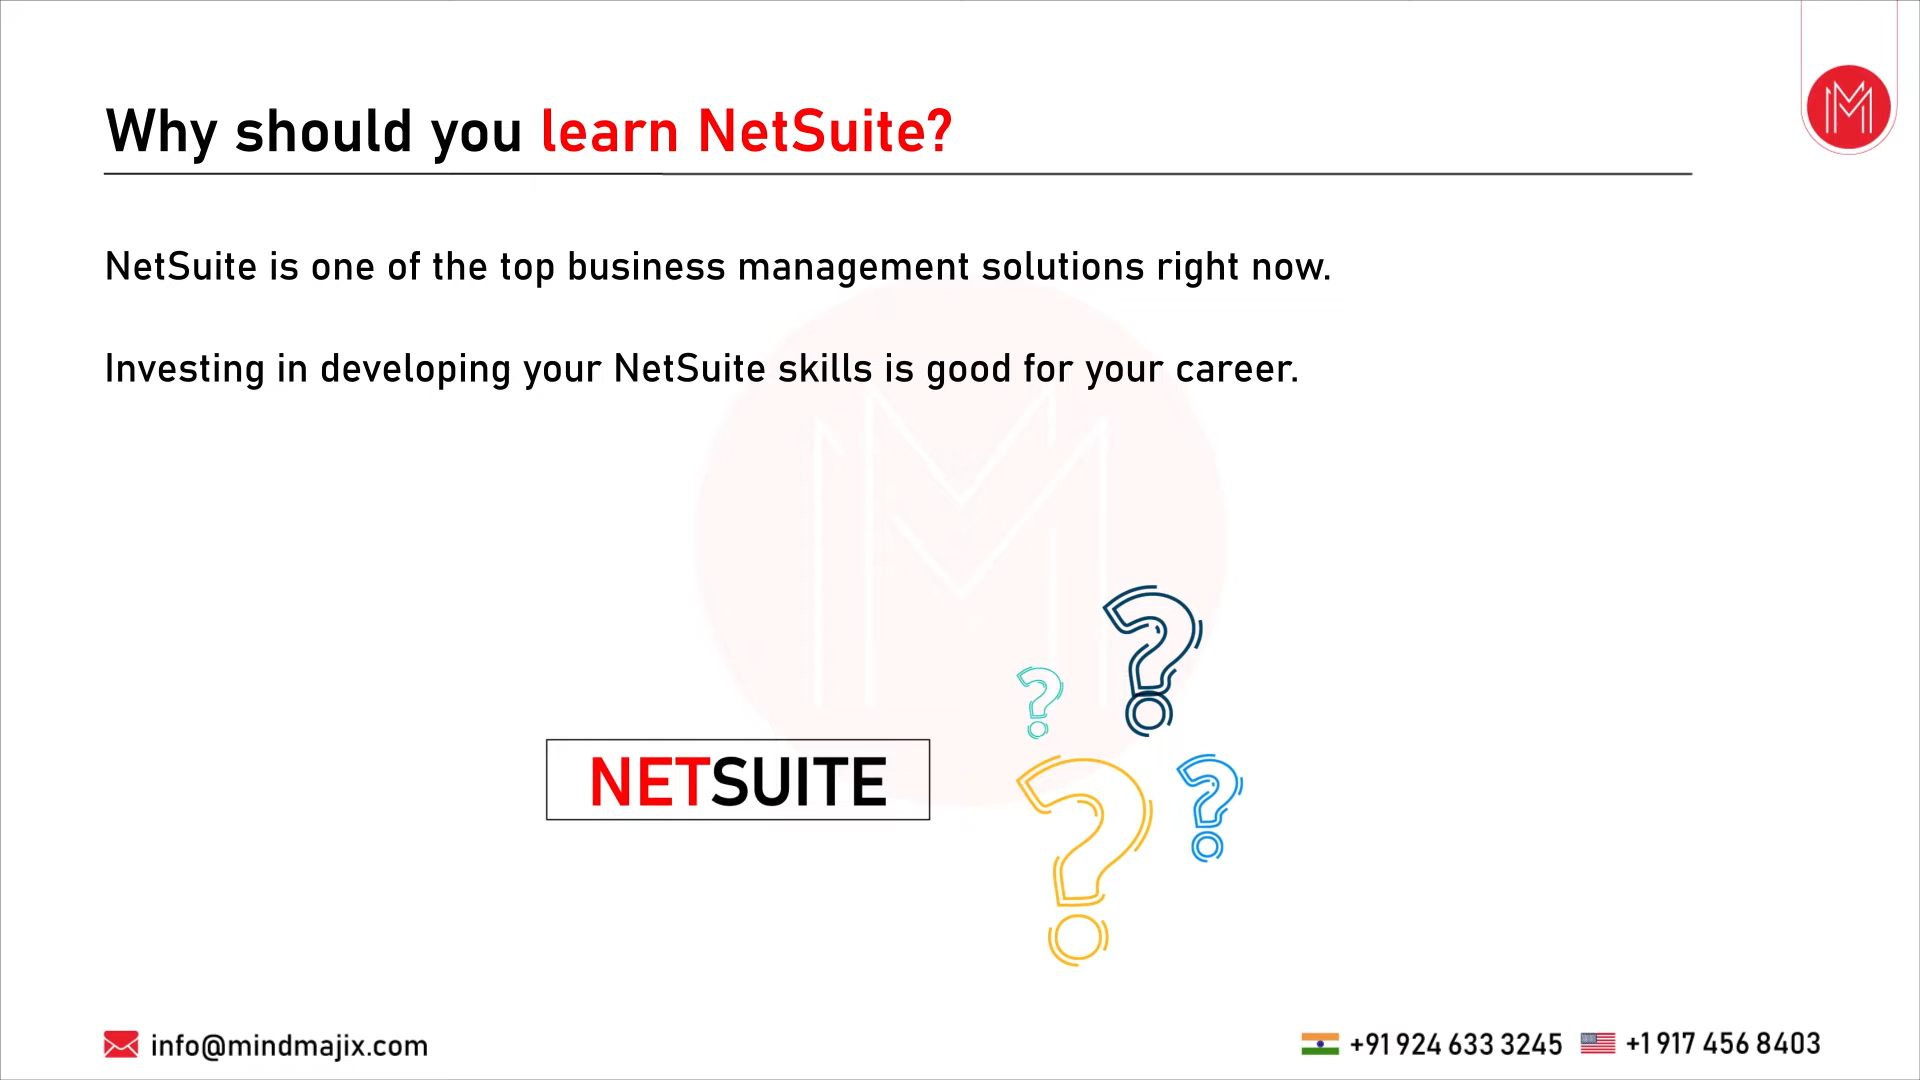 Why should you learn NetSuite?
NetSuite is one of the top business management solutions right now.
Investing in developing your NetSuite skills is good for your career.
NETSUITE
info@mindmajix.com
+91 924 633 3245
+1 917 456 8403